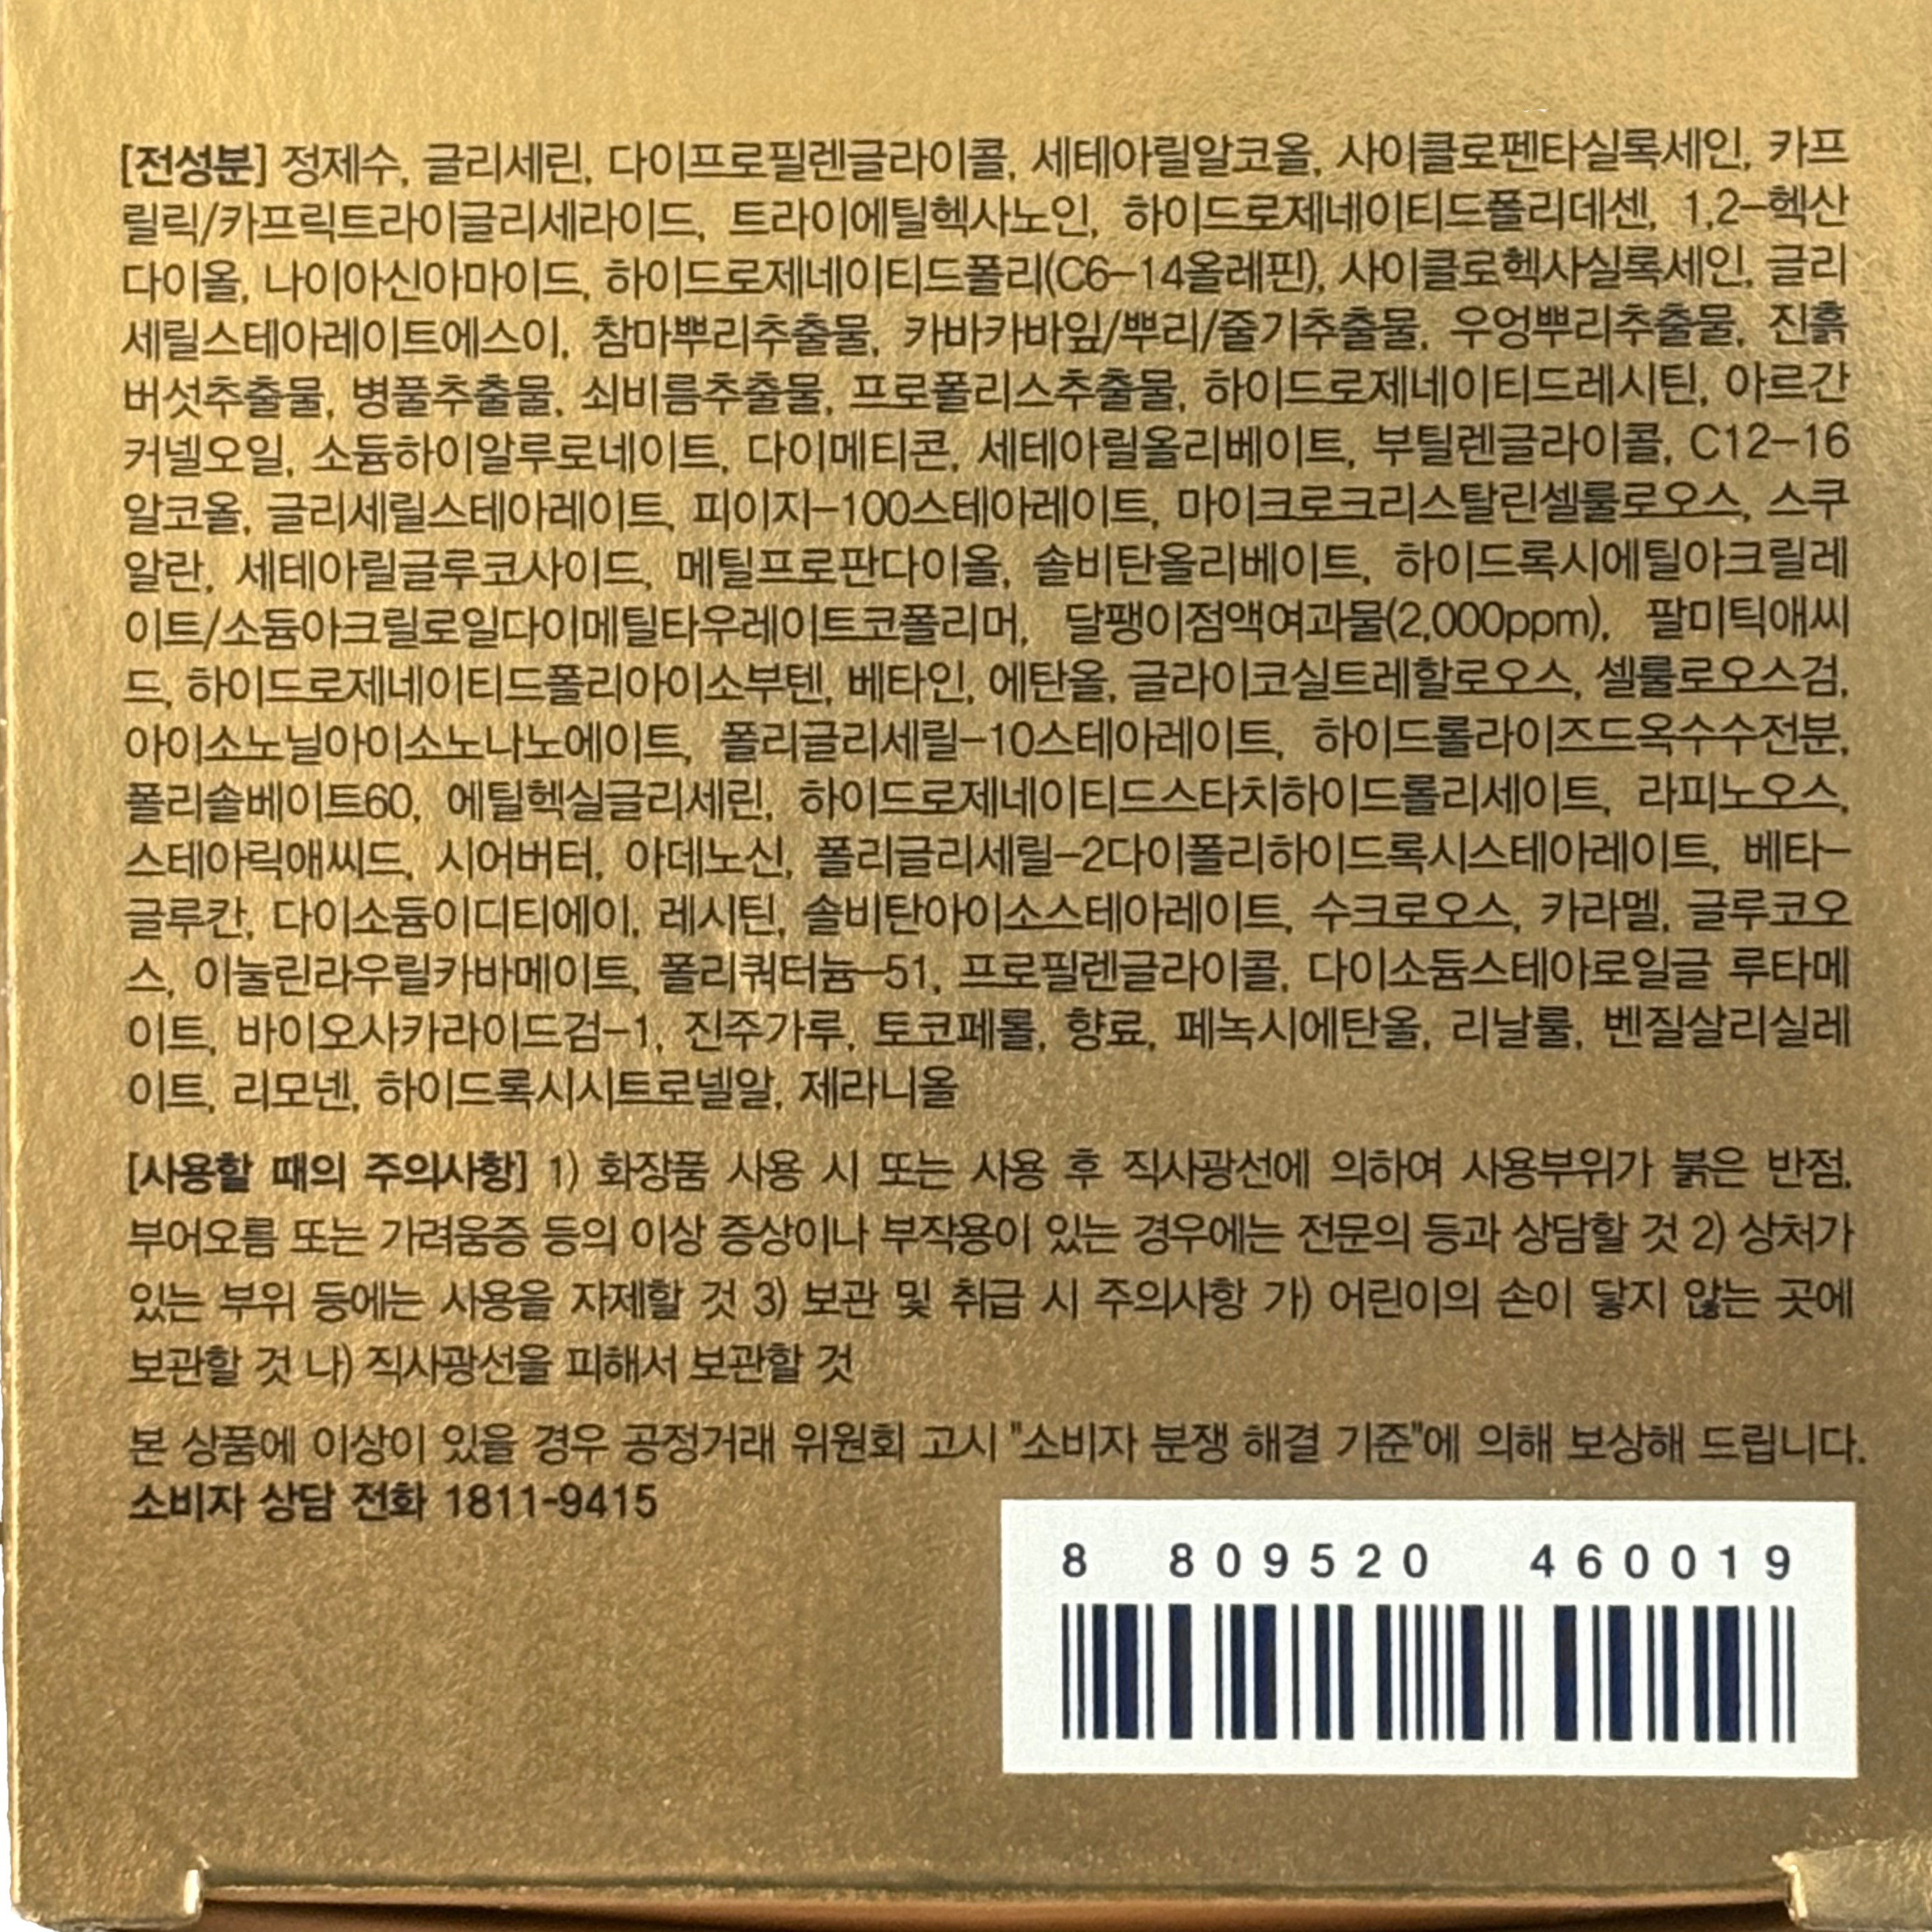 [전성분] 정제수, 글리세린, 다이프로필렌글라이콜, 세테아릴알코올, 사이클로펜타실록세인, 카프
릴릭/카프릭트라이글리세라이드, 트라이에틸헥사노인, 하이드로제네이티드폴리데센, 1,2-헥산
다이올, 나이아신아마이드, 하이드로제네이티드폴리(C6-14올레핀), 사이클로헥사실록세인, 글리
세릴스테아레이트에스이, 참마뿌리추출물, 카바카바잎/뿌리/줄기추출물, 우엉뿌리추출물, 진흙
버섯추출물, 병풀추출물, 쇠비름추출물, 프로폴리스추출물, 하이드로제네이티드레시틴, 아르간
커넬오일, 소듐하이알루로네이트, 다이메티콘, 세테아릴올리베이트, 부틸렌글라이콜, C12-16
알코올, 글리세릴스테아레이트, 피이지-100스테아레이트, 마이크로크리스탈린셀룰로오스, 스쿠
알란, 세테아릴글루코사이드, 메틸프로판다이올, 솔비탄올리베이트, 하이드록시에틸아크릴레
이트/소듐아크릴로일다이메틸타우레이트코폴리머, 달팽이점액여과물(2,000ppm), 팔미틱애씨
드, 하이드로제네이티드폴리아이소부텐, 베타인, 에탄올, 글라이코실트레할로오스, 셀룰로오스검,
아이소노닐아이소노나노에이트, 폴리글리세릴-10스테아레이트, 하이드롤라이즈드옥수수전분,
폴리솔베이트60, 에틸헥실글리세린, 하이드로제네이티드스타치하이드롤리세이트, 라피노오스,
스테아릭애씨드, 시어버터, 아데노신, 폴리글리세릴-2다이폴리하이드록시스테아레이트, 베타-
글루칸, 다이소듐이디티에이, 레시틴, 솔비탄아이소스테아레이트, 수크로오스, 카라멜, 글루코오
스, 이눌린라우릴카바메이트, 폴리쿼터늄-51, 프로필렌글라이콜, 다이소듐스테아로일글 루타메
이트, 바이오사카라이드검-1, 진주가루, 토코페롤, 향료, 페녹시에탄올, 리날룰, 벤질살리실레
이트, 리모넨, 하이드록시시트로넬알, 제라니올
[사용할 때의 주의사항] 1) 화장품 사용 시 또는 사용 후 직사광선에 의하여 사용부위가 붉은 반점,
부어오름 또는 가려움증 등의 이상 증상이나 부작용이 있는 경우에는 전문의 등과 상담할 것 2) 상처가
있는 부위 등에는 사용을 자제할 것 3) 보관 및 취급 시 주의사항 가) 어린이의 손이 닿지 않는 곳에
보관할 것 나) 직사광선을 피해서 보관할 것
본 상품에 이상이 있을 경우 공정거래 위원회 고시 "소비자 분쟁 해결 기준"에 의해 보상해 드립니다.
소비자 상담 전화 1811-9415
8 809520 460019